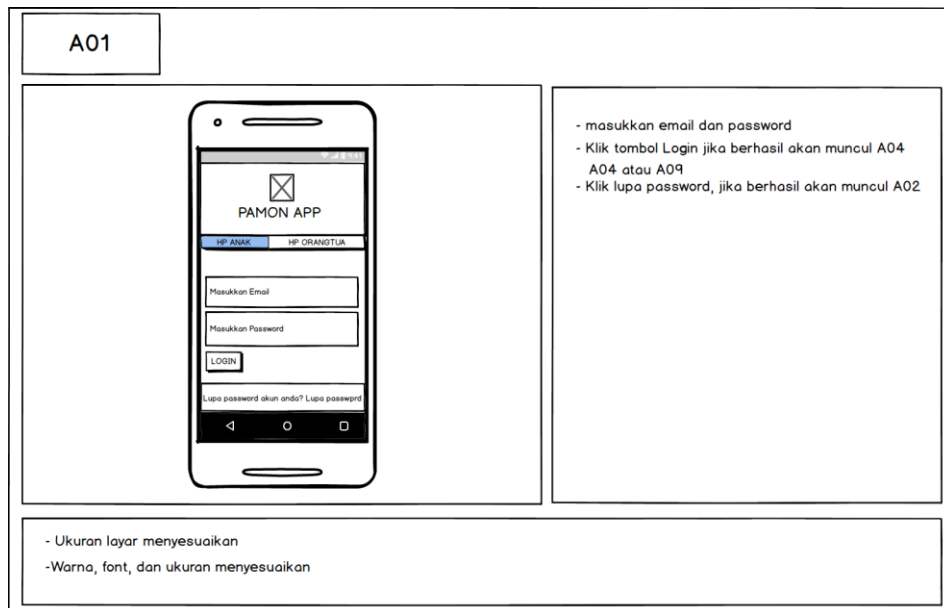 A01
9:41
PAMON APP
HP ANAK HP ORANGTUA
Masukkan Email
Masukkan Password
LOGIN
Lupa password akun anda? Lupa passwprd
- masukkan email dan password
- Klik tombol Login jika berhasil akan muncul A04
A04 atau A09
- Klik lupa password, jika berhasil akan muncul A02
- Ukuran layar menyesuaikan
-Warna, font, dan ukuran menyesuaikan